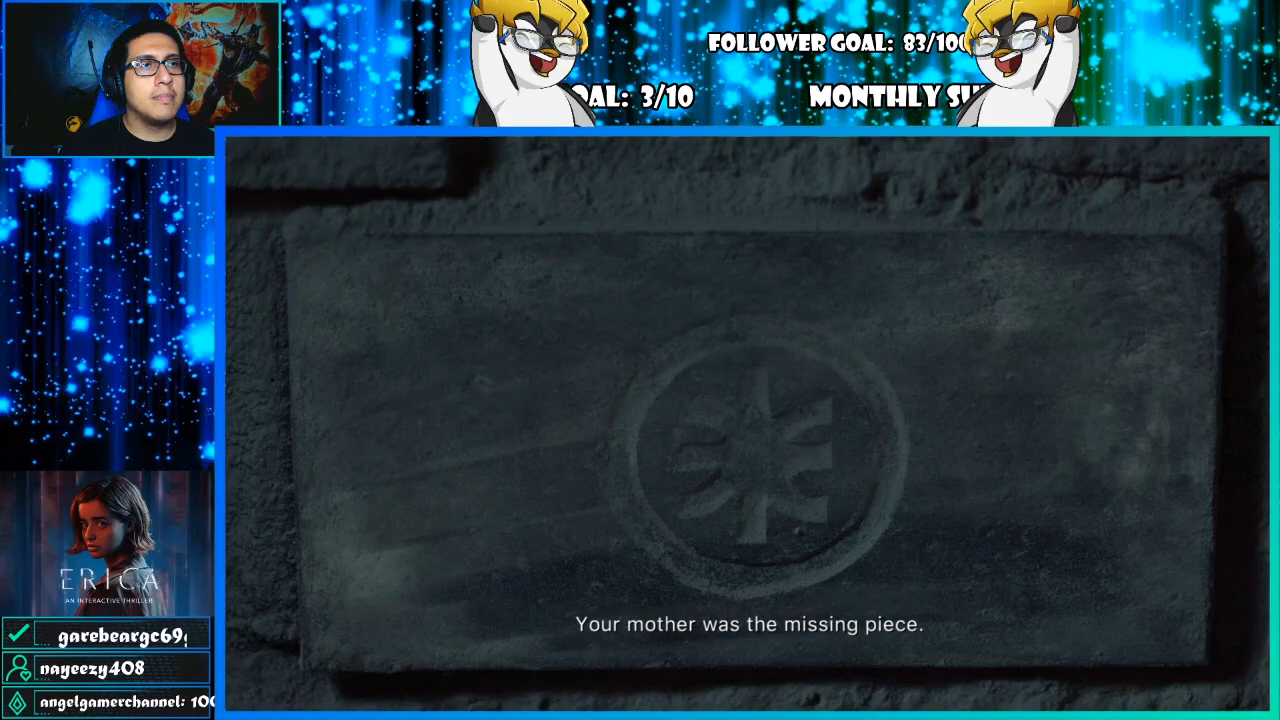 FOLLOWER GOAL: 83/100
OAL: 3/10
MONTHLY SU
ERICA
AN INTERACTIVE THRILLER
garebeargc69
nayeezy408
angelgamerchannel: 100
Your mother was the missing piece.